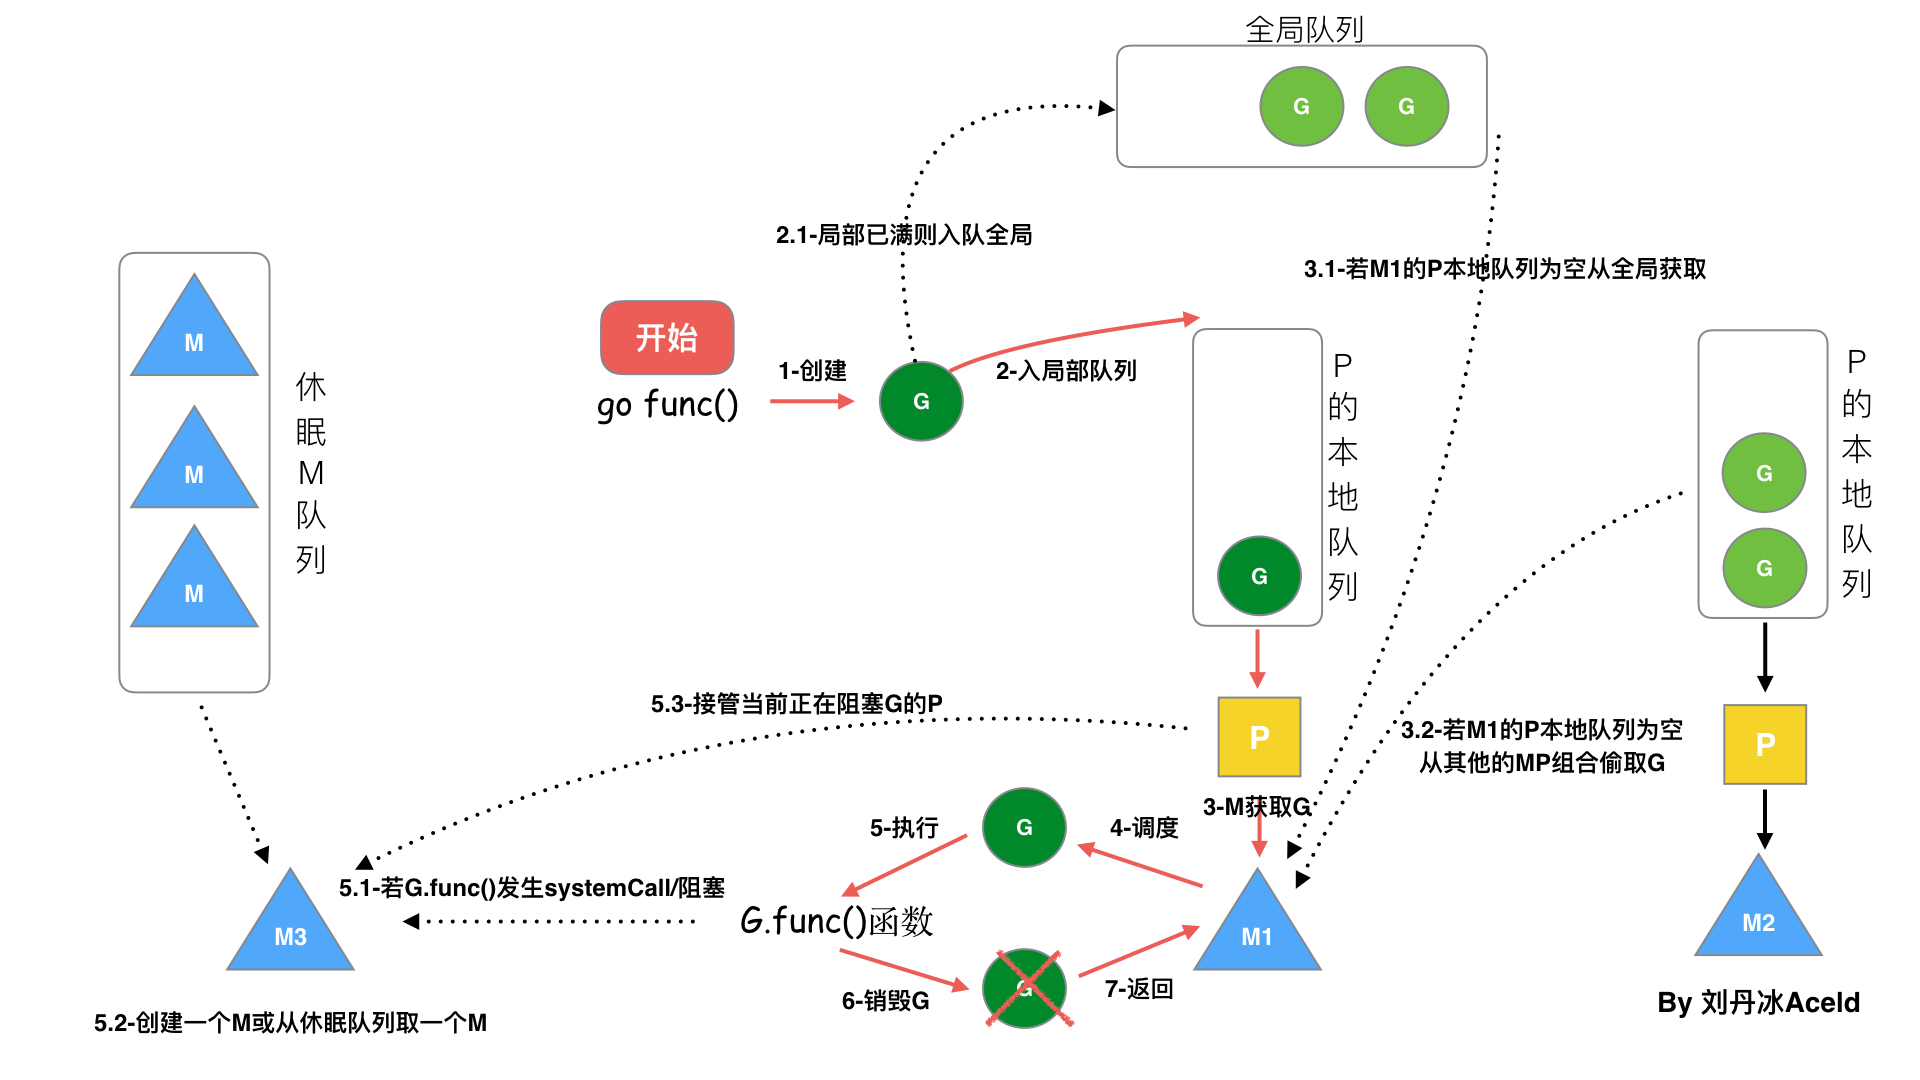 全局队列
G
G
2.1-局部已满则入队全局
3.1-若M1的P本地队列为空从全局获取
开始
go func()
1-创建
G
2-入局部队列
M
M
M
休眠M队列
P的本地队列
G
P的本地队列
G
G
5.3-接管当前正在阻塞G的P
P
3.2-若M1的P本地队列为空
从其他的MP组合偷取G
P
3-M获取G
5-执行
G
4-调度
5.1-若G.func()发生systemCall/阻塞
G.func()函数
M3
M1
M2
6-销毁G
G
7-返回
5.2-创建一个M或从休眠队列取一个M
By 刘丹冰Aceld